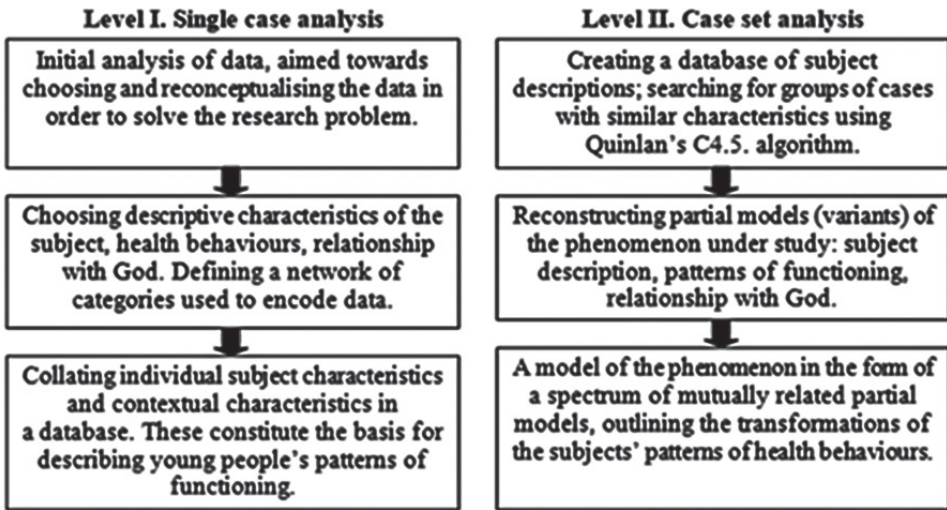 Level I. Single case analysis
Initial analysis of data, aimed towards
choosing and reconceptualising the data in
order to solve the research problem.
Choosing descriptive characteristics of the
subject, health behaviours, relationship
with God. Defining a network of
categories used to encode data.
Collating individual subject characteristics
and contextual characteristics in
a database. These constitute the basis for
describing young people's patterns of
functioning.
Level II. Case set analysis
Creating a database of subject
descriptions; searching for groups of cases
with similar characteristics using
Quinlan's C4.5. algorithm.
Reconstructing partial models (variants) of
the phenomenon under study: subject
description, patterns of functioning,
relationship with God.
A model of the phenomenon in the form of
a spectrum of mutually related partial
models, outlining the transformations of
the subjects' patterns of health behaviours.